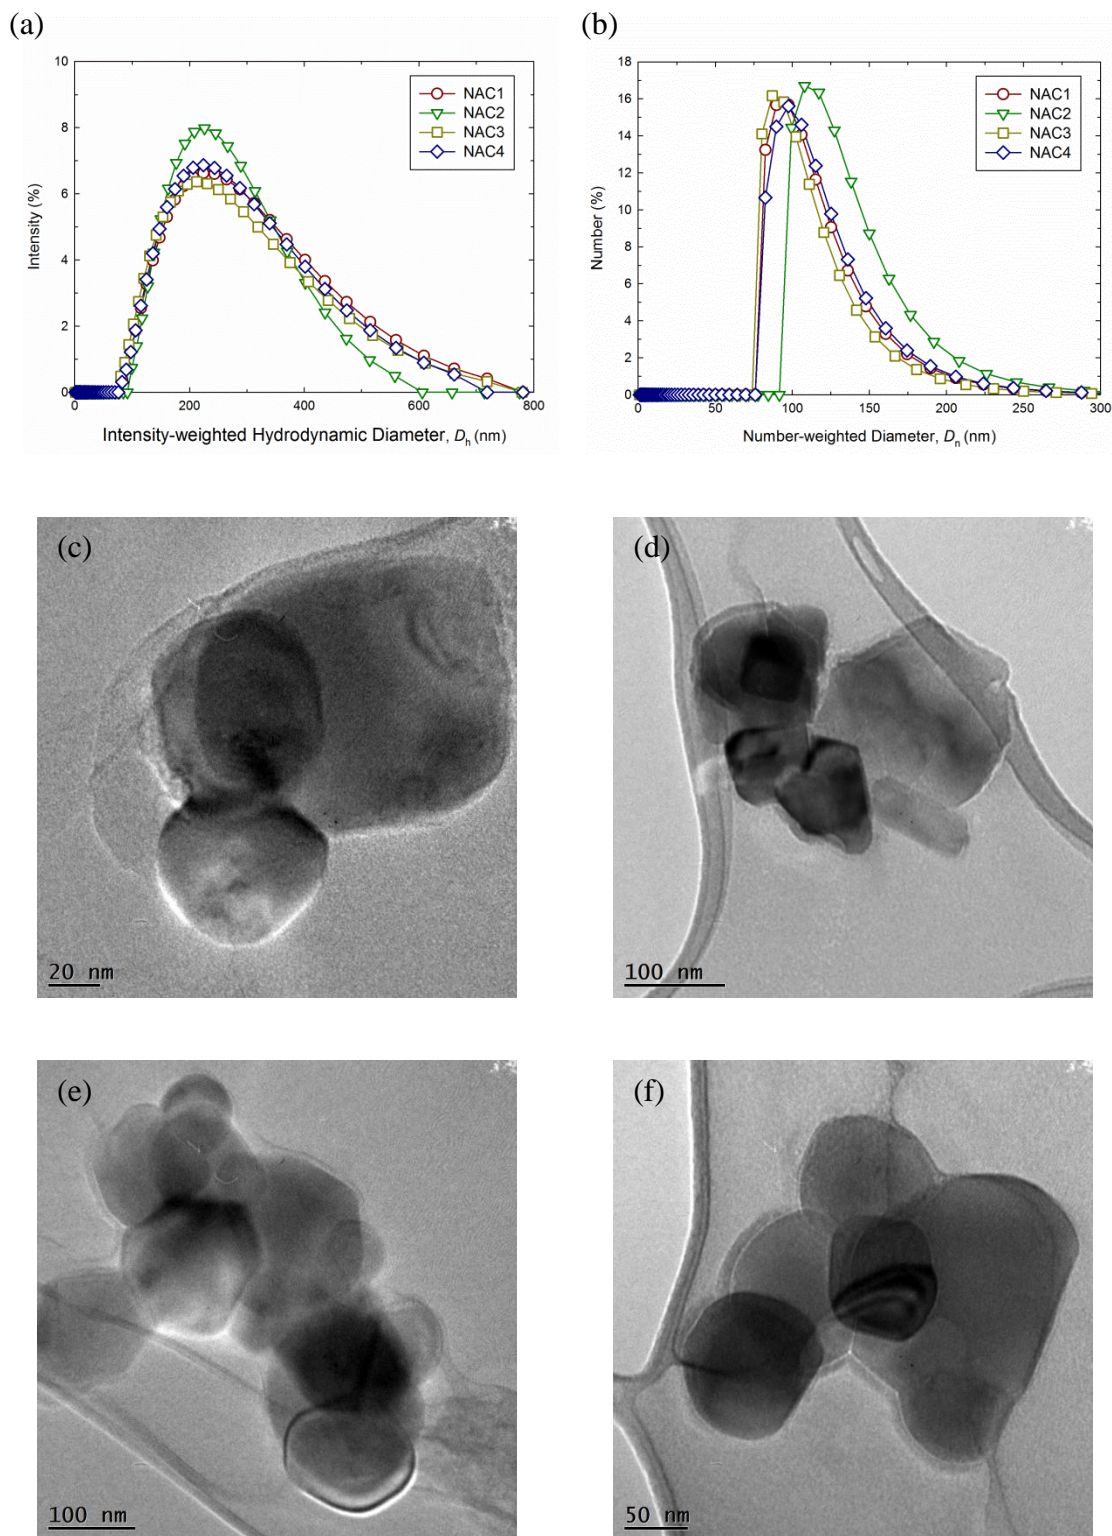 (a)
10
8
6
4
2
0
Intensity (%)
NAC1
NAC2
NAC3
NAC4
0
200
400
600
800
Intensity-weighted Hydrodynamic Diameter, Dh (nm)
(b)
18
16
14
12
10
8
6
4
2
0
Number (%)
NAC1
NAC2
NAC3
NAC4
0
50
100
150
200
250
300
Number-weighted Diameter, Dn (nm)
(c)
20 nm
(d)
100 nm
(e)
100 nm
(f)
50 nm